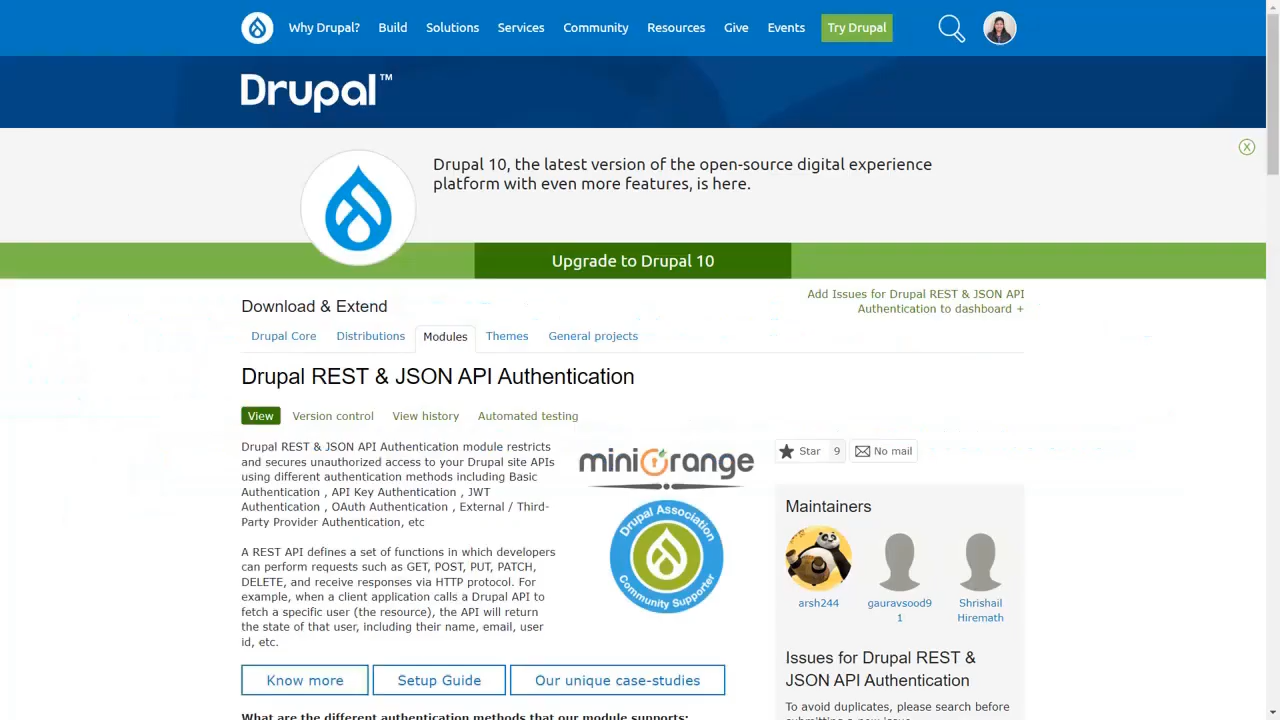 Why Drupal?
Build
Solutions
Services
Community
Resources
Give
Events
Try Drupal
Drupal™
Drupal 10, the latest version of the open-source digital experience
platform with even more features, is here.
Upgrade to Drupal 10
Add Issues for Drupal REST & JSON API
Authentication to dashboard +
Download & Extend
Drupal Core
Distributions
Modules
Themes
General projects
Drupal REST & JSON API Authentication
View
Version control
View history
Automated testing
Drupal REST & JSON API Authentication module restricts
and secures unauthorized access to your Drupal site APIs
using different authentication methods including Basic
Authentication , API Key Authentication , JWT
Authentication , OAuth Authentication , External / Third-
Party Provider Authentication, etc
A REST API defines a set of functions in which developers
can perform requests such as GET, POST, PUT, PATCH,
DELETE, and receive responses via HTTP protocol. For
example, when a client application calls a Drupal API to
fetch a specific user (the resource), the API will return
the state of that user, including their name, email, user
id, etc.
miniOrange
Drupal Association
Community Supporter
Know more
Setup Guide
Our unique case-studies
What are the different authentication methods that our module supports:
Star 9
No mail
Maintainers
arsh244
gauravsood9
1
Shrishail
Hiremath
Issues for Drupal REST &
JSON API Authentication
To avoid duplicates, please search before
submitting a new issue.